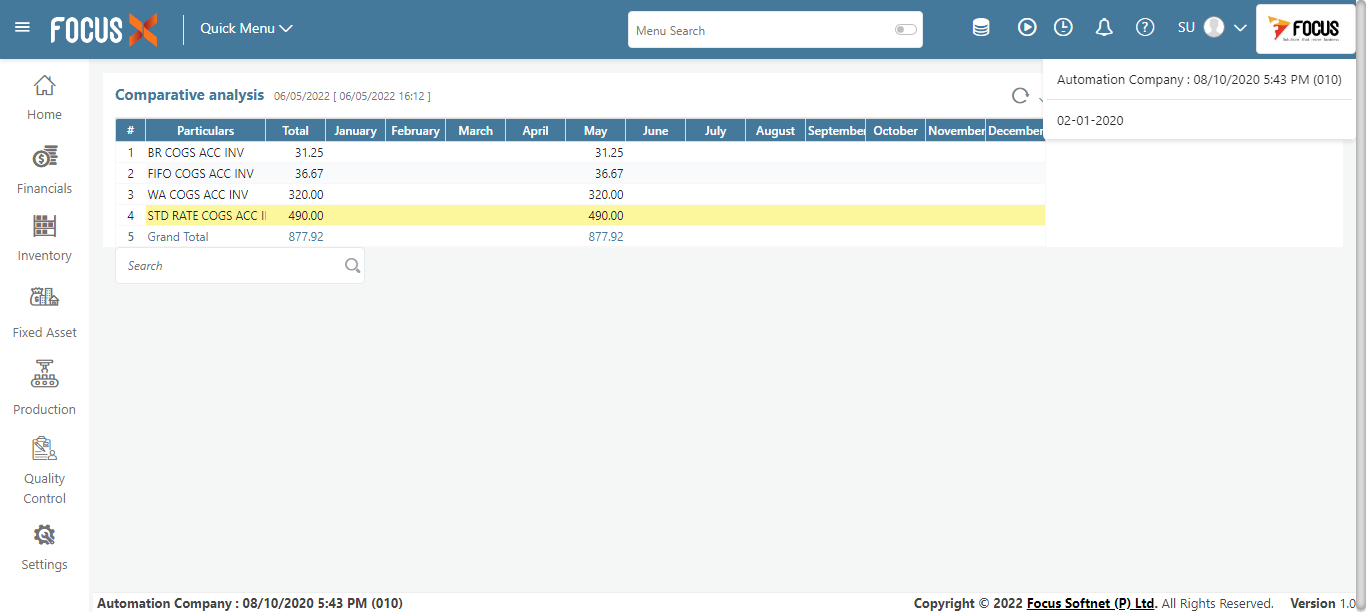 FOCUS X
Quick Menu
Menu Search
SU
FOCUS
Automation Company : 08/10/2020 5:43 PM (010)
02-01-2020
Home
Financials
Inventory
Fixed Asset
Production
Quality
Control
Settings
Comparative analysis 06/05/2022 [ 06/05/2022 16:12 ]
# Particulars Total January February March April May June July August September October November December
1 BR COGS ACC INV 31.25 31.25
2 FIFO COGS ACC INV 36.67 36.67
3 WA COGS ACC INV 320.00 320.00
4 STD RATE COGS ACC I 490.00 490.00
5 Grand Total 877.92 877.92
Search
Automation Company : 08/10/2020 5:43 PM (010)
Copyright © 2022 Focus Softnet (P) Ltd. All Rights Reserved. Version 1.0